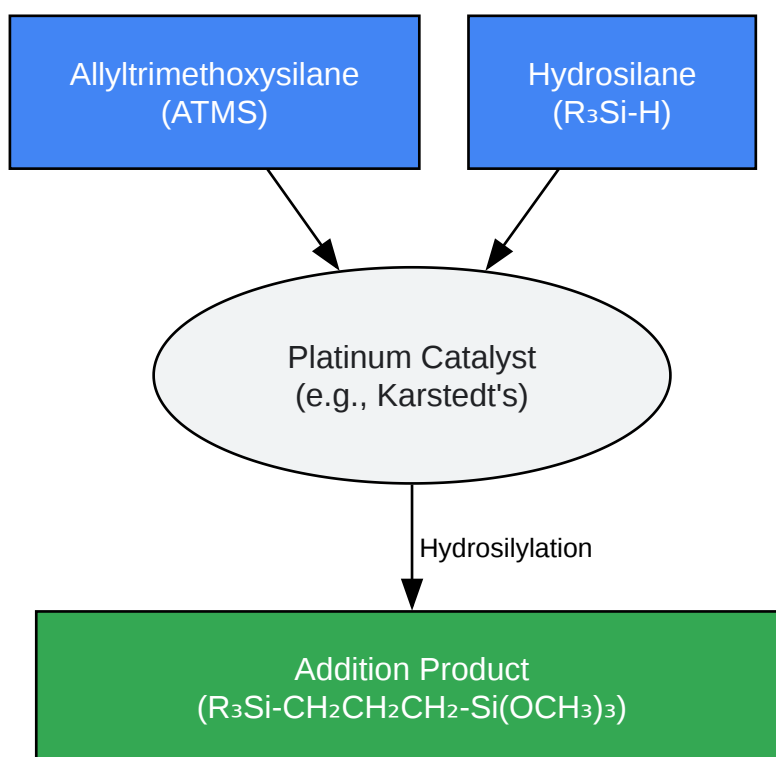 Allyltrimethoxysilane
(ATMS)
Hydrosilane
(R₃Si-H)
Platinum Catalyst
(e.g., Karstedt's)
Hydrosilylation
Addition Product
(R₃Si-CH₂CH₂CH₂-Si(OCH₃)₃)